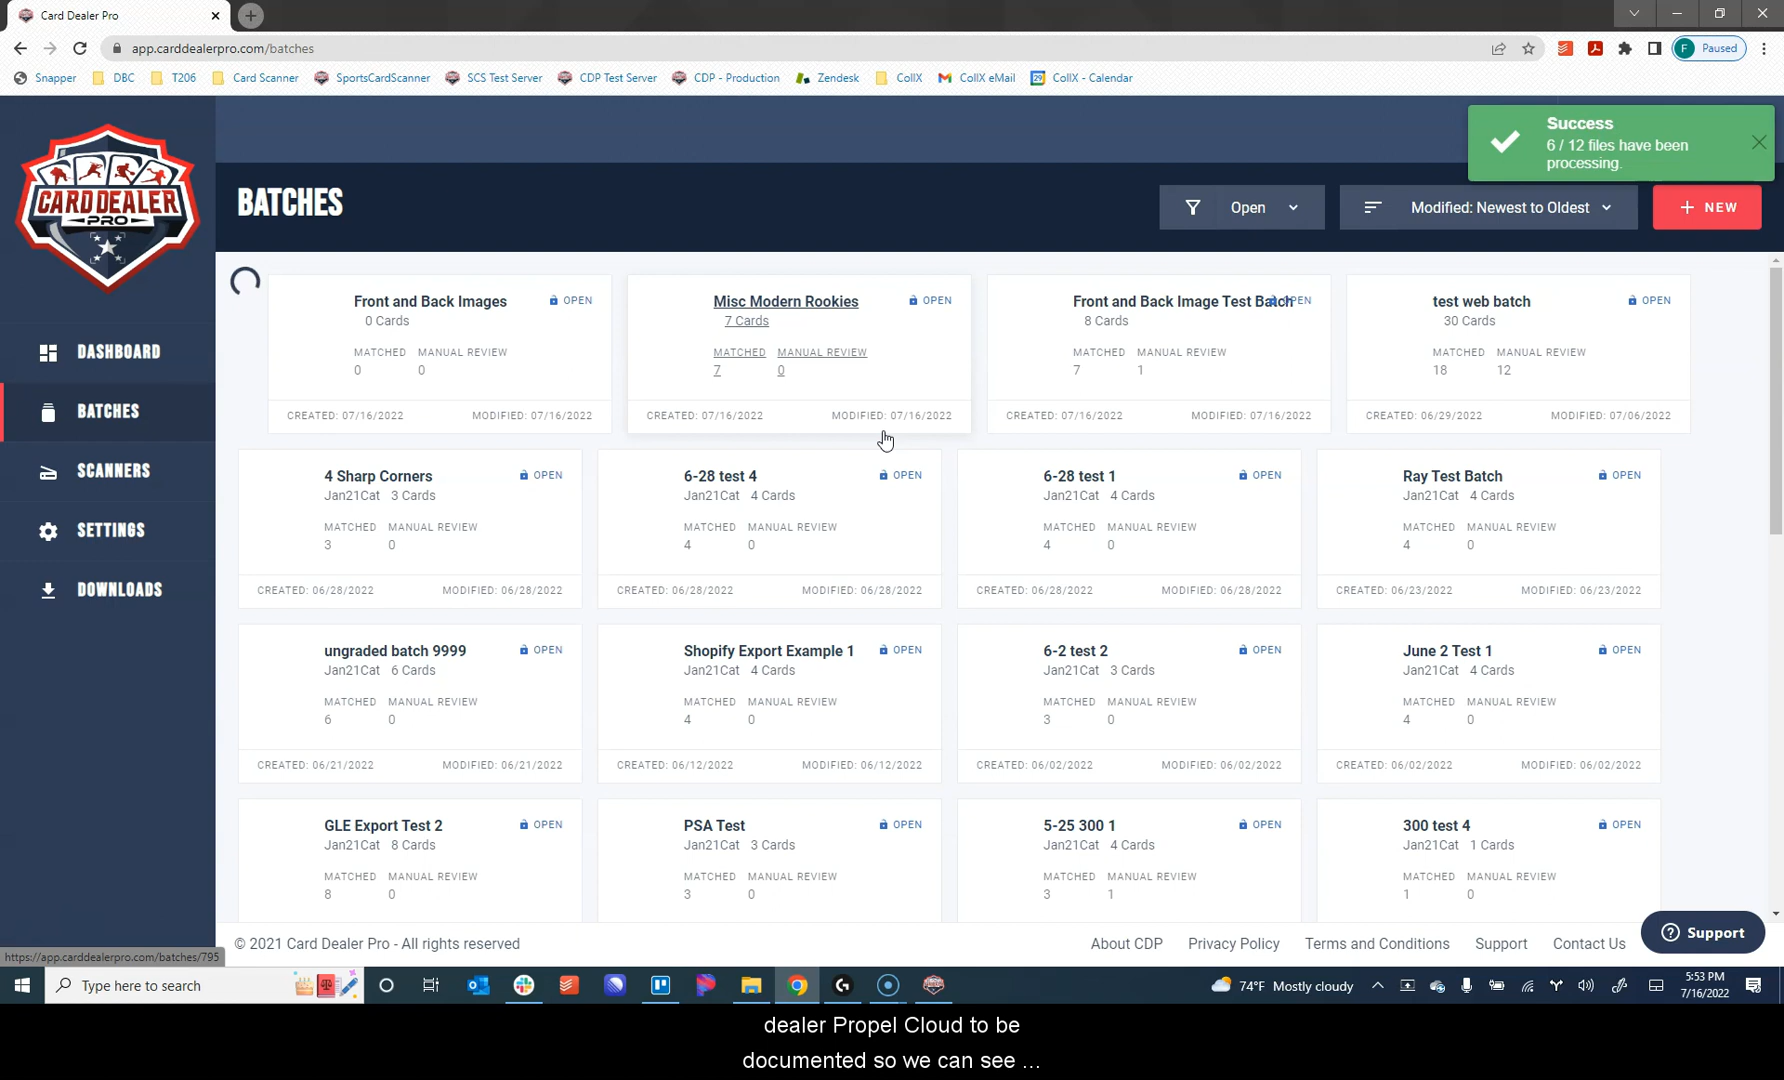 Card Dealer Pro
app.carddealerpro.com/batches
F Paused
Snapper DBC T206 Card Scanner SportsCardScanner SCS Test Server CDP Test Server CDP - Production Zendesk CollX CollX eMail CollX - Calendar
CARD DEALER
PRO
Success
6 / 12 files have been
processing.
BATCHES
Open
Modified: Newest to Oldest
+ NEW
DASHBOARD
BATCHES
SCANNERS
SETTINGS
DOWNLOADS
Front and Back Images OPEN
0 Cards
MATCHED MANUAL REVIEW
0 0
CREATED: 07/16/2022 MODIFIED: 07/16/2022
Misc Modern Rookies OPEN
7 Cards
MATCHED MANUAL REVIEW
7 0
CREATED: 07/16/2022 MODIFIED: 07/16/2022
Front and Back Image Test Batch OPEN
8 Cards
MATCHED MANUAL REVIEW
7 1
CREATED: 07/16/2022 MODIFIED: 07/16/2022
test web batch OPEN
30 Cards
MATCHED MANUAL REVIEW
18 12
CREATED: 06/29/2022 MODIFIED: 07/06/2022
4 Sharp Corners OPEN
Jan21Cat 3 Cards
MATCHED MANUAL REVIEW
3 0
CREATED: 06/28/2022 MODIFIED: 06/28/2022
6-28 test 4 OPEN
Jan21Cat 4 Cards
MATCHED MANUAL REVIEW
4 0
CREATED: 06/28/2022 MODIFIED: 06/28/2022
6-28 test 1 OPEN
Jan21Cat 4 Cards
MATCHED MANUAL REVIEW
4 0
CREATED: 06/28/2022 MODIFIED: 06/28/2022
Ray Test Batch OPEN
Jan21Cat 4 Cards
MATCHED MANUAL REVIEW
4 0
CREATED: 06/23/2022 MODIFIED: 06/23/2022
ungraded batch 9999 OPEN
Jan21Cat 6 Cards
MATCHED MANUAL REVIEW
6 0
CREATED: 06/21/2022 MODIFIED: 06/21/2022
Shopify Export Example 1 OPEN
Jan21Cat 4 Cards
MATCHED MANUAL REVIEW
4 0
CREATED: 06/12/2022 MODIFIED: 06/12/2022
6-2 test 2 OPEN
Jan21Cat 3 Cards
MATCHED MANUAL REVIEW
3 0
CREATED: 06/02/2022 MODIFIED: 06/02/2022
June 2 Test 1 OPEN
Jan21Cat 4 Cards
MATCHED MANUAL REVIEW
4 0
CREATED: 06/02/2022 MODIFIED: 06/02/2022
GLE Export Test 2 OPEN
Jan21Cat 8 Cards
MATCHED MANUAL REVIEW
8 0
PSA Test OPEN
Jan21Cat 3 Cards
MATCHED MANUAL REVIEW
3 0
5-25 300 1 OPEN
Jan21Cat 4 Cards
MATCHED MANUAL REVIEW
3 1
300 test 4 OPEN
Jan21Cat 1 Cards
MATCHED MANUAL REVIEW
1 0
© 2021 Card Dealer Pro - All rights reserved
About CDP Privacy Policy Terms and Conditions Support Contact Us
Support
https://app.carddealerpro.com/batches/795
Type here to search
74°F Mostly cloudy
5:53 PM
7/16/2022
dealer Propel Cloud to be
documented so we can see ...